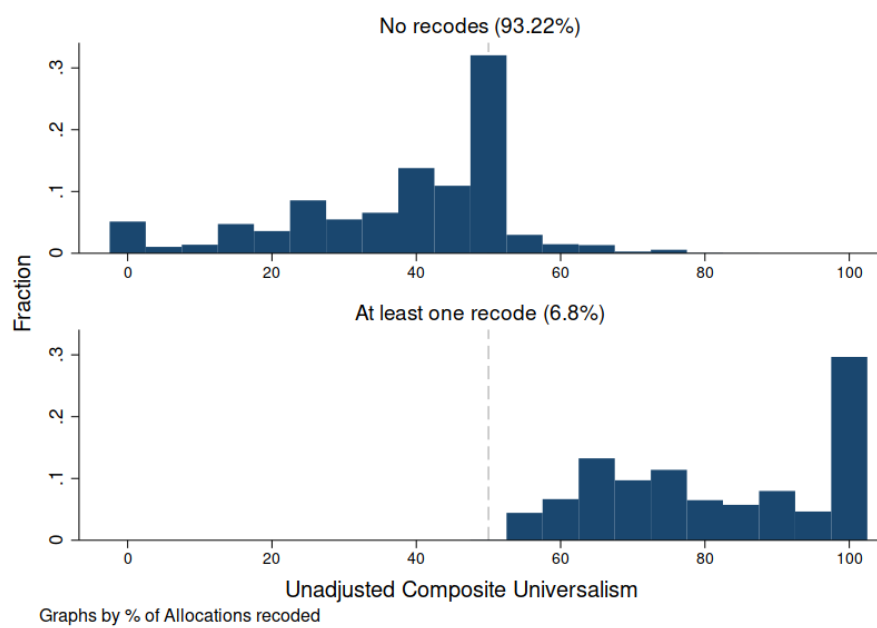 No recodes (93.22%)
.3
.2
.1
0
0 20 40 60 80 100
Fraction
At least one recode (6.8%)
.3
.2
.1
0
0 20 40 60 80 100
Unadjusted Composite Universalism
Graphs by % of Allocations recoded